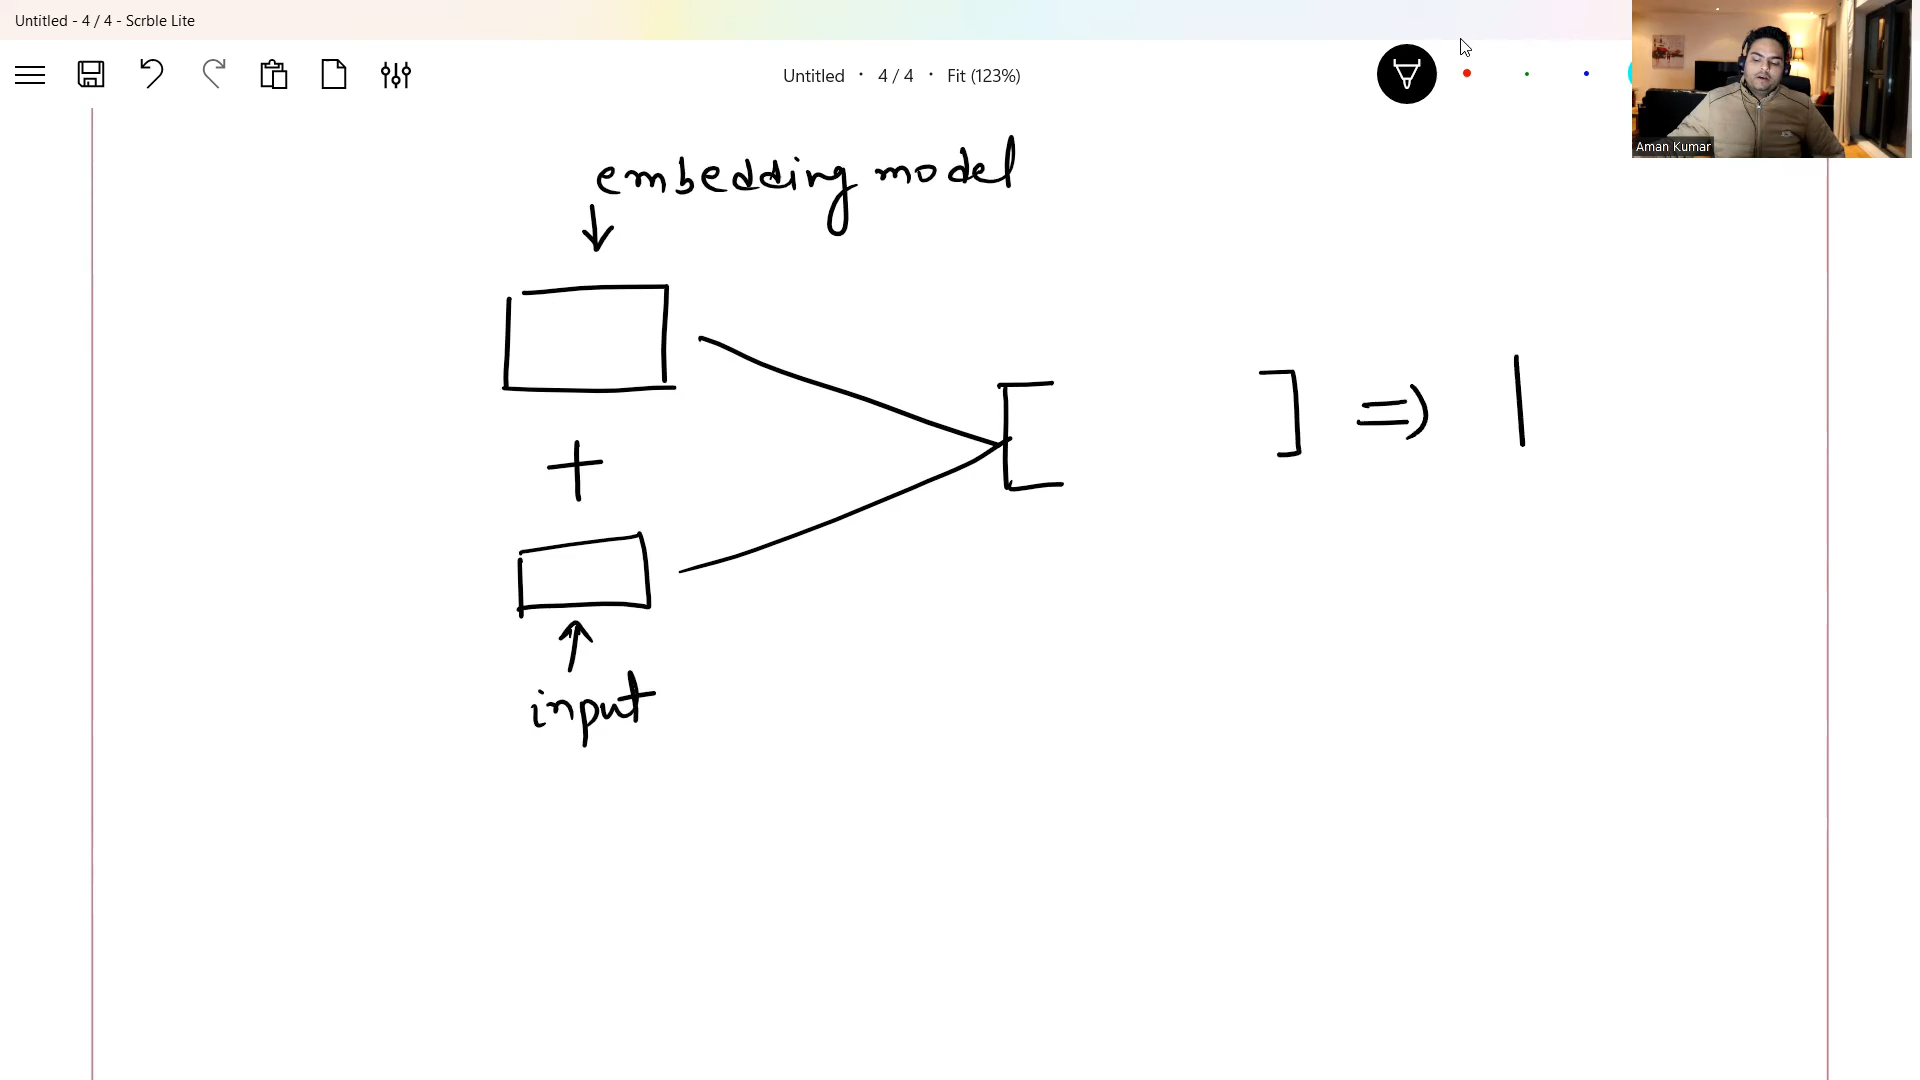 Untitled - 4 / 4 - Scrble Lite
Untitled · 4 / 4 · Fit (123%)
Aman Kumar
embedding model
↓
+
[ ] => |
↑
input